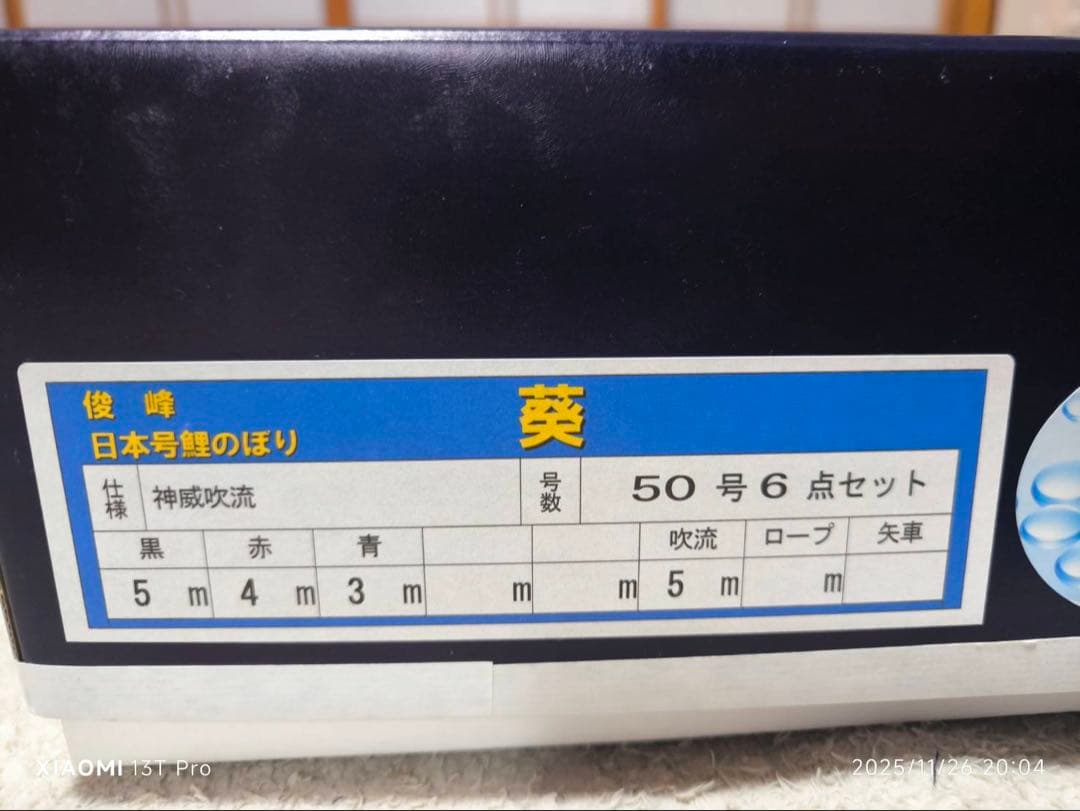 俊 峰
葵
日本号鯉のぼり
仕様 神威吹流 号数 50 号 6 点セット
黒 赤 青 吹流 ロープ 矢車
5 m 4 m 3 m m m 5 m m
XIAOMI 13T Pro
2025/11/26 20:04